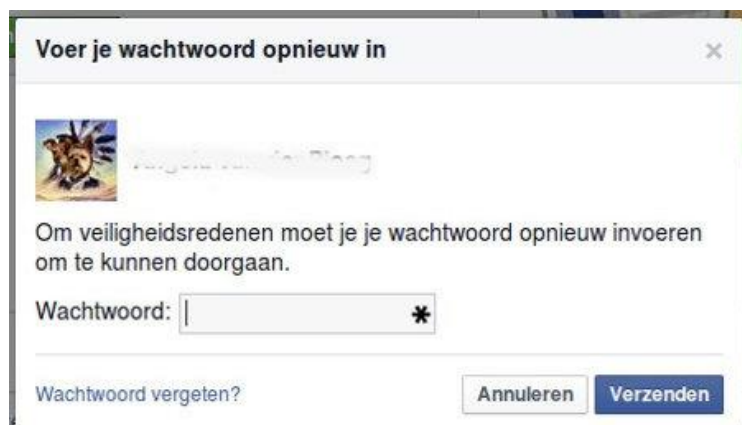 Voer je wachtwoord opnieuw in
Om veiligheidsredenen moet je je wachtwoord opnieuw invoeren
om te kunnen doorgaan.
Wachtwoord:
Wachtwoord vergeten? Annuleren Verzenden